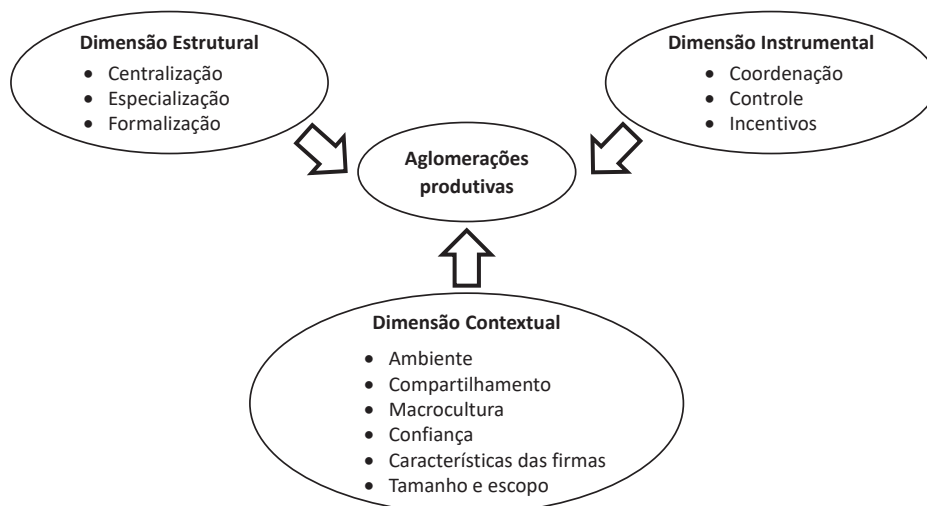 Dimensão Estrutural
• Centralização
• Especialização
• Formalização
Dimensão Instrumental
• Coordenação
• Controle
• Incentivos
Aglomerações
produtivas
Dimensão Contextual
• Ambiente
• Compartilhamento
• Macrocultura
• Confiança
• Características das firmas
• Tamanho e escopo